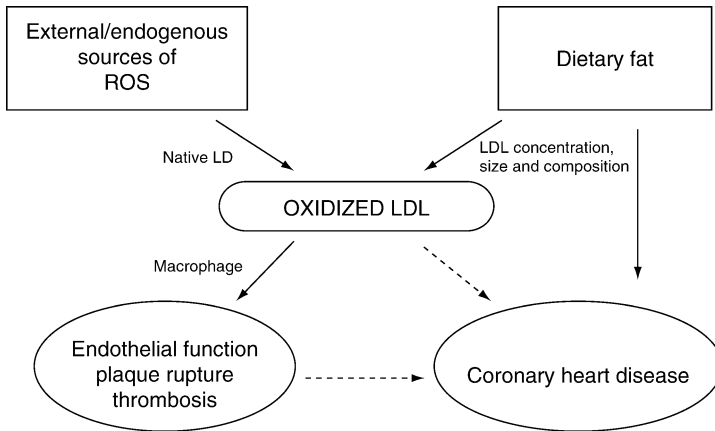 External/endogenous
sources of
ROS
Dietary fat
Native LD
LDL concentration,
size and composition
OXIDIZED LDL
Macrophage
Endothelial function
plaque rupture
thrombosis
Coronary heart disease